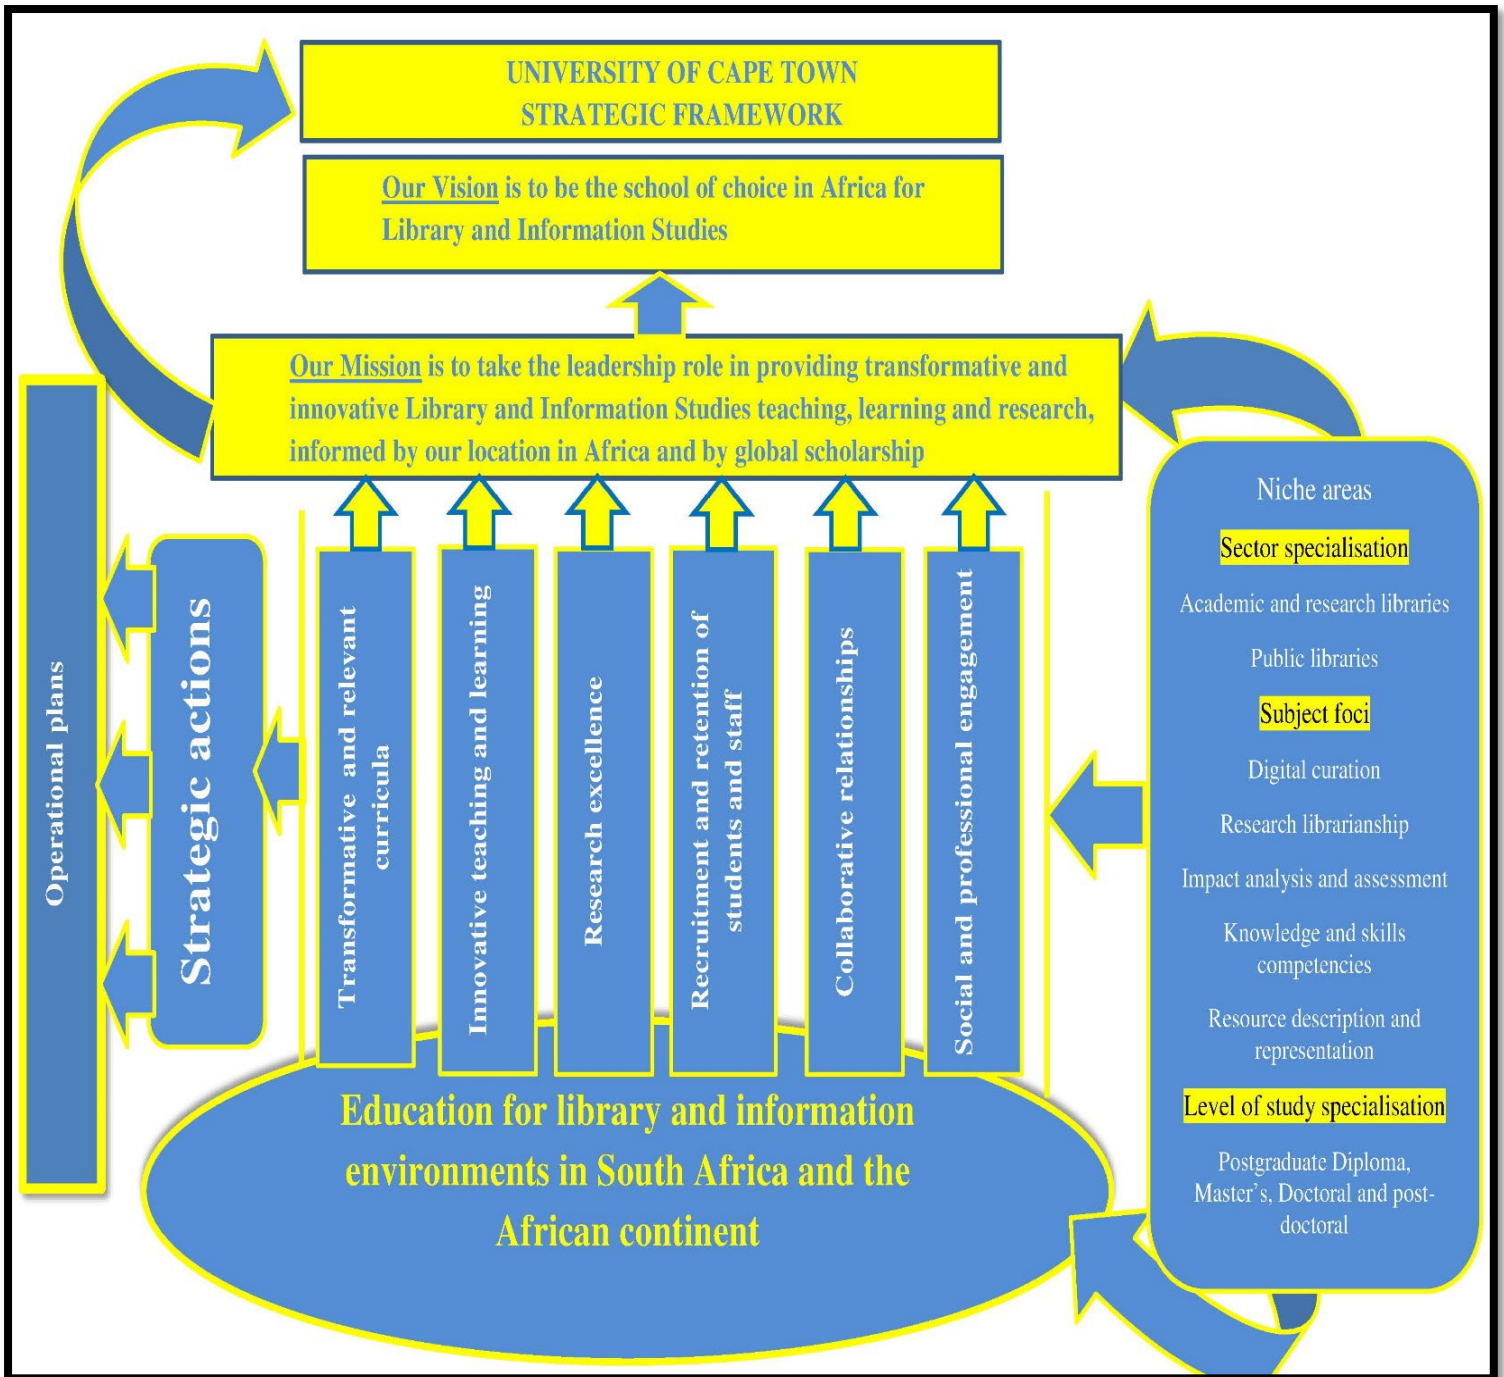 UNIVERSITY OF CAPE TOWN
STRATEGIC FRAMEWORK
Our Vision is to be the school of choice in Africa for
Library and Information Studies
Our Mission is to take the leadership role in providing transformative and
innovative Library and Information Studies teaching, learning and research,
informed by our location in Africa and by global scholarship
Operational plans
Strategic actions
Transformative and relevant
curricula
Innovative teaching and learning
Research excellence
Recruitment and retention of
students and staff
Collaborative relationships
Social and professional engagement
Education for library and information
environments in South Africa and the
African continent
Niche areas
Sector specialisation
Academic and research libraries
Public libraries
Subject foci
Digital curation
Research librarianship
Impact analysis and assessment
Knowledge and skills
competencies
Resource description and
representation
Level of study specialisation
Postgraduate Diploma,
Master's, Doctoral and post-
doctoral